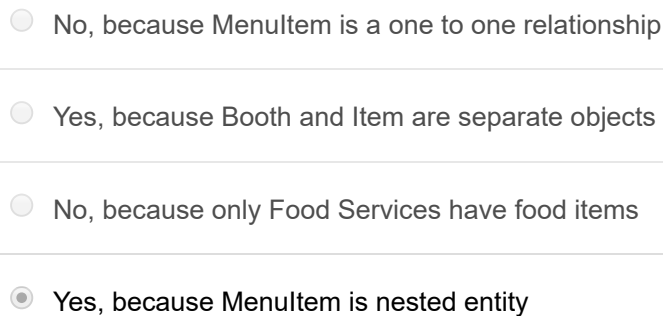 No, because MenuItem is a one to one relationship
Yes, because Booth and Item are separate objects
No, because only Food Services have food items
Yes, because MenuItem is nested entity